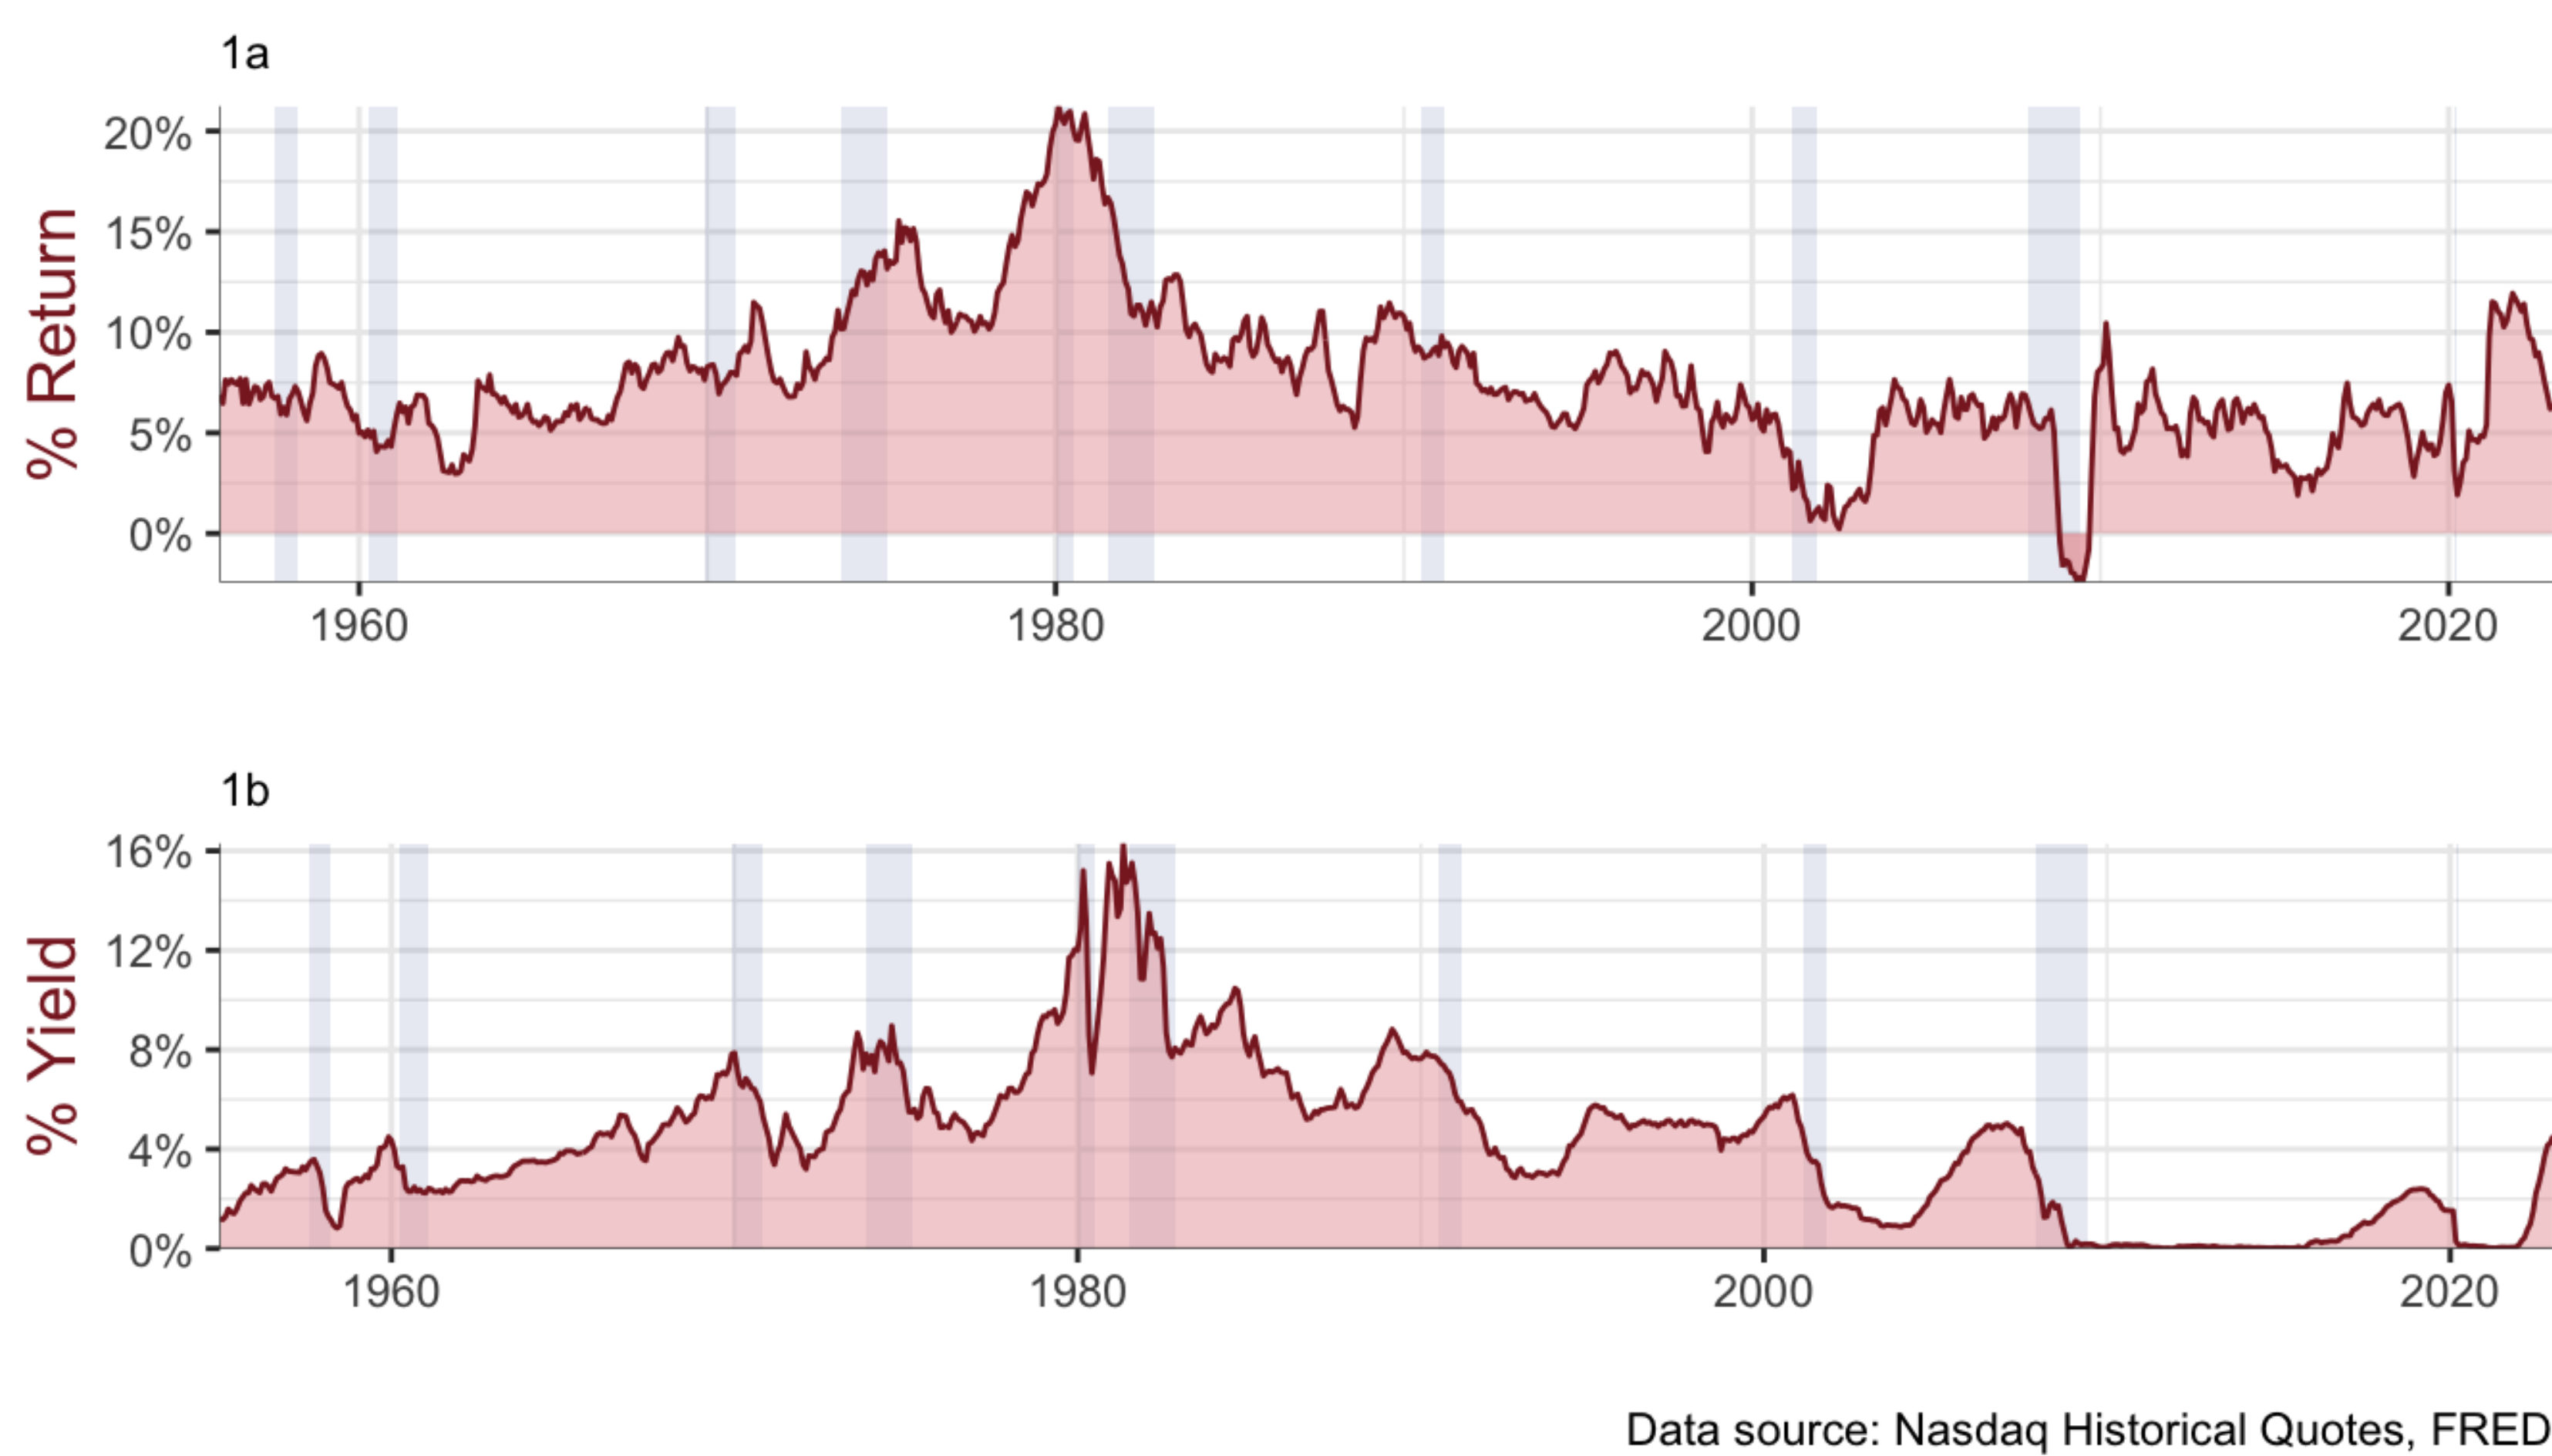 1a
% Return
20%
15%
10%
5%
0%
1960 1980 2000 2020
1b
% Yield
16%
12%
8%
4%
0%
1960 1980 2000 2020
Data source: Nasdaq Historical Quotes, FRED